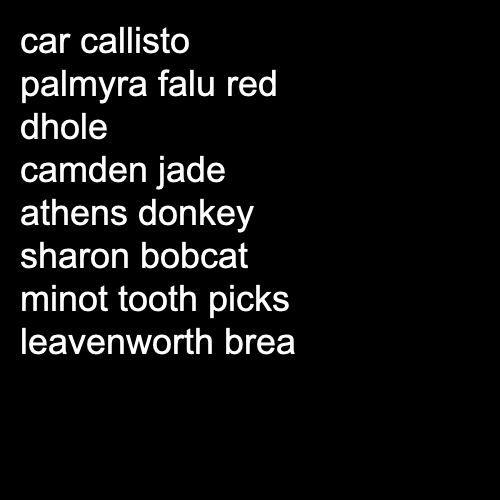 car callisto
palmyra falu red
dhole
camden jade
athens donkey
sharon bobcat
minot tooth picks
leavenworth brea